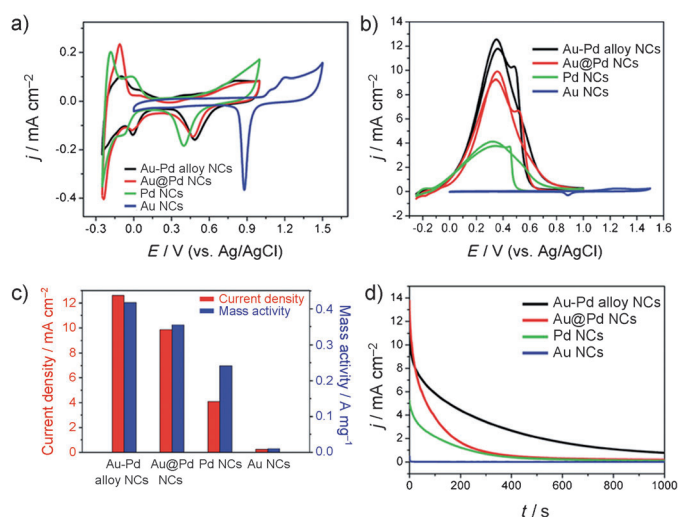 a)
j / mA cm−2
0.2
0.0
-0.2
-0.4
Au-Pd alloy NCs
Au@Pd NCs
Pd NCs
Au NCs
-0.3 0.0 0.3 0.6 0.9 1.2 1.5
E / V (vs. Ag/AgCl)
b)
j / mA cm−2
14
12
10
8
6
4
2
0
-2
Au-Pd alloy NCs
Au@Pd NCs
Pd NCs
Au NCs
-0.2 0.0 0.4 0.8 1.2 1.6
E / V (vs. Ag/AgCl)
c)
Current density / mA cm−2
12
10
8
6
4
2
0
Current density
Mass activity
0.4
0.3
0.2
0.1
0.0
Mass activity / A mg−1
Au-Pd Au@Pd Pd NCs Au NCs
alloy NCs NCs
d)
j / mA cm−2
14
12
10
8
6
4
2
0
Au-Pd alloy NCs
Au@Pd NCs
Pd NCs
Au NCs
0 200 400 600 800 1000
t / s